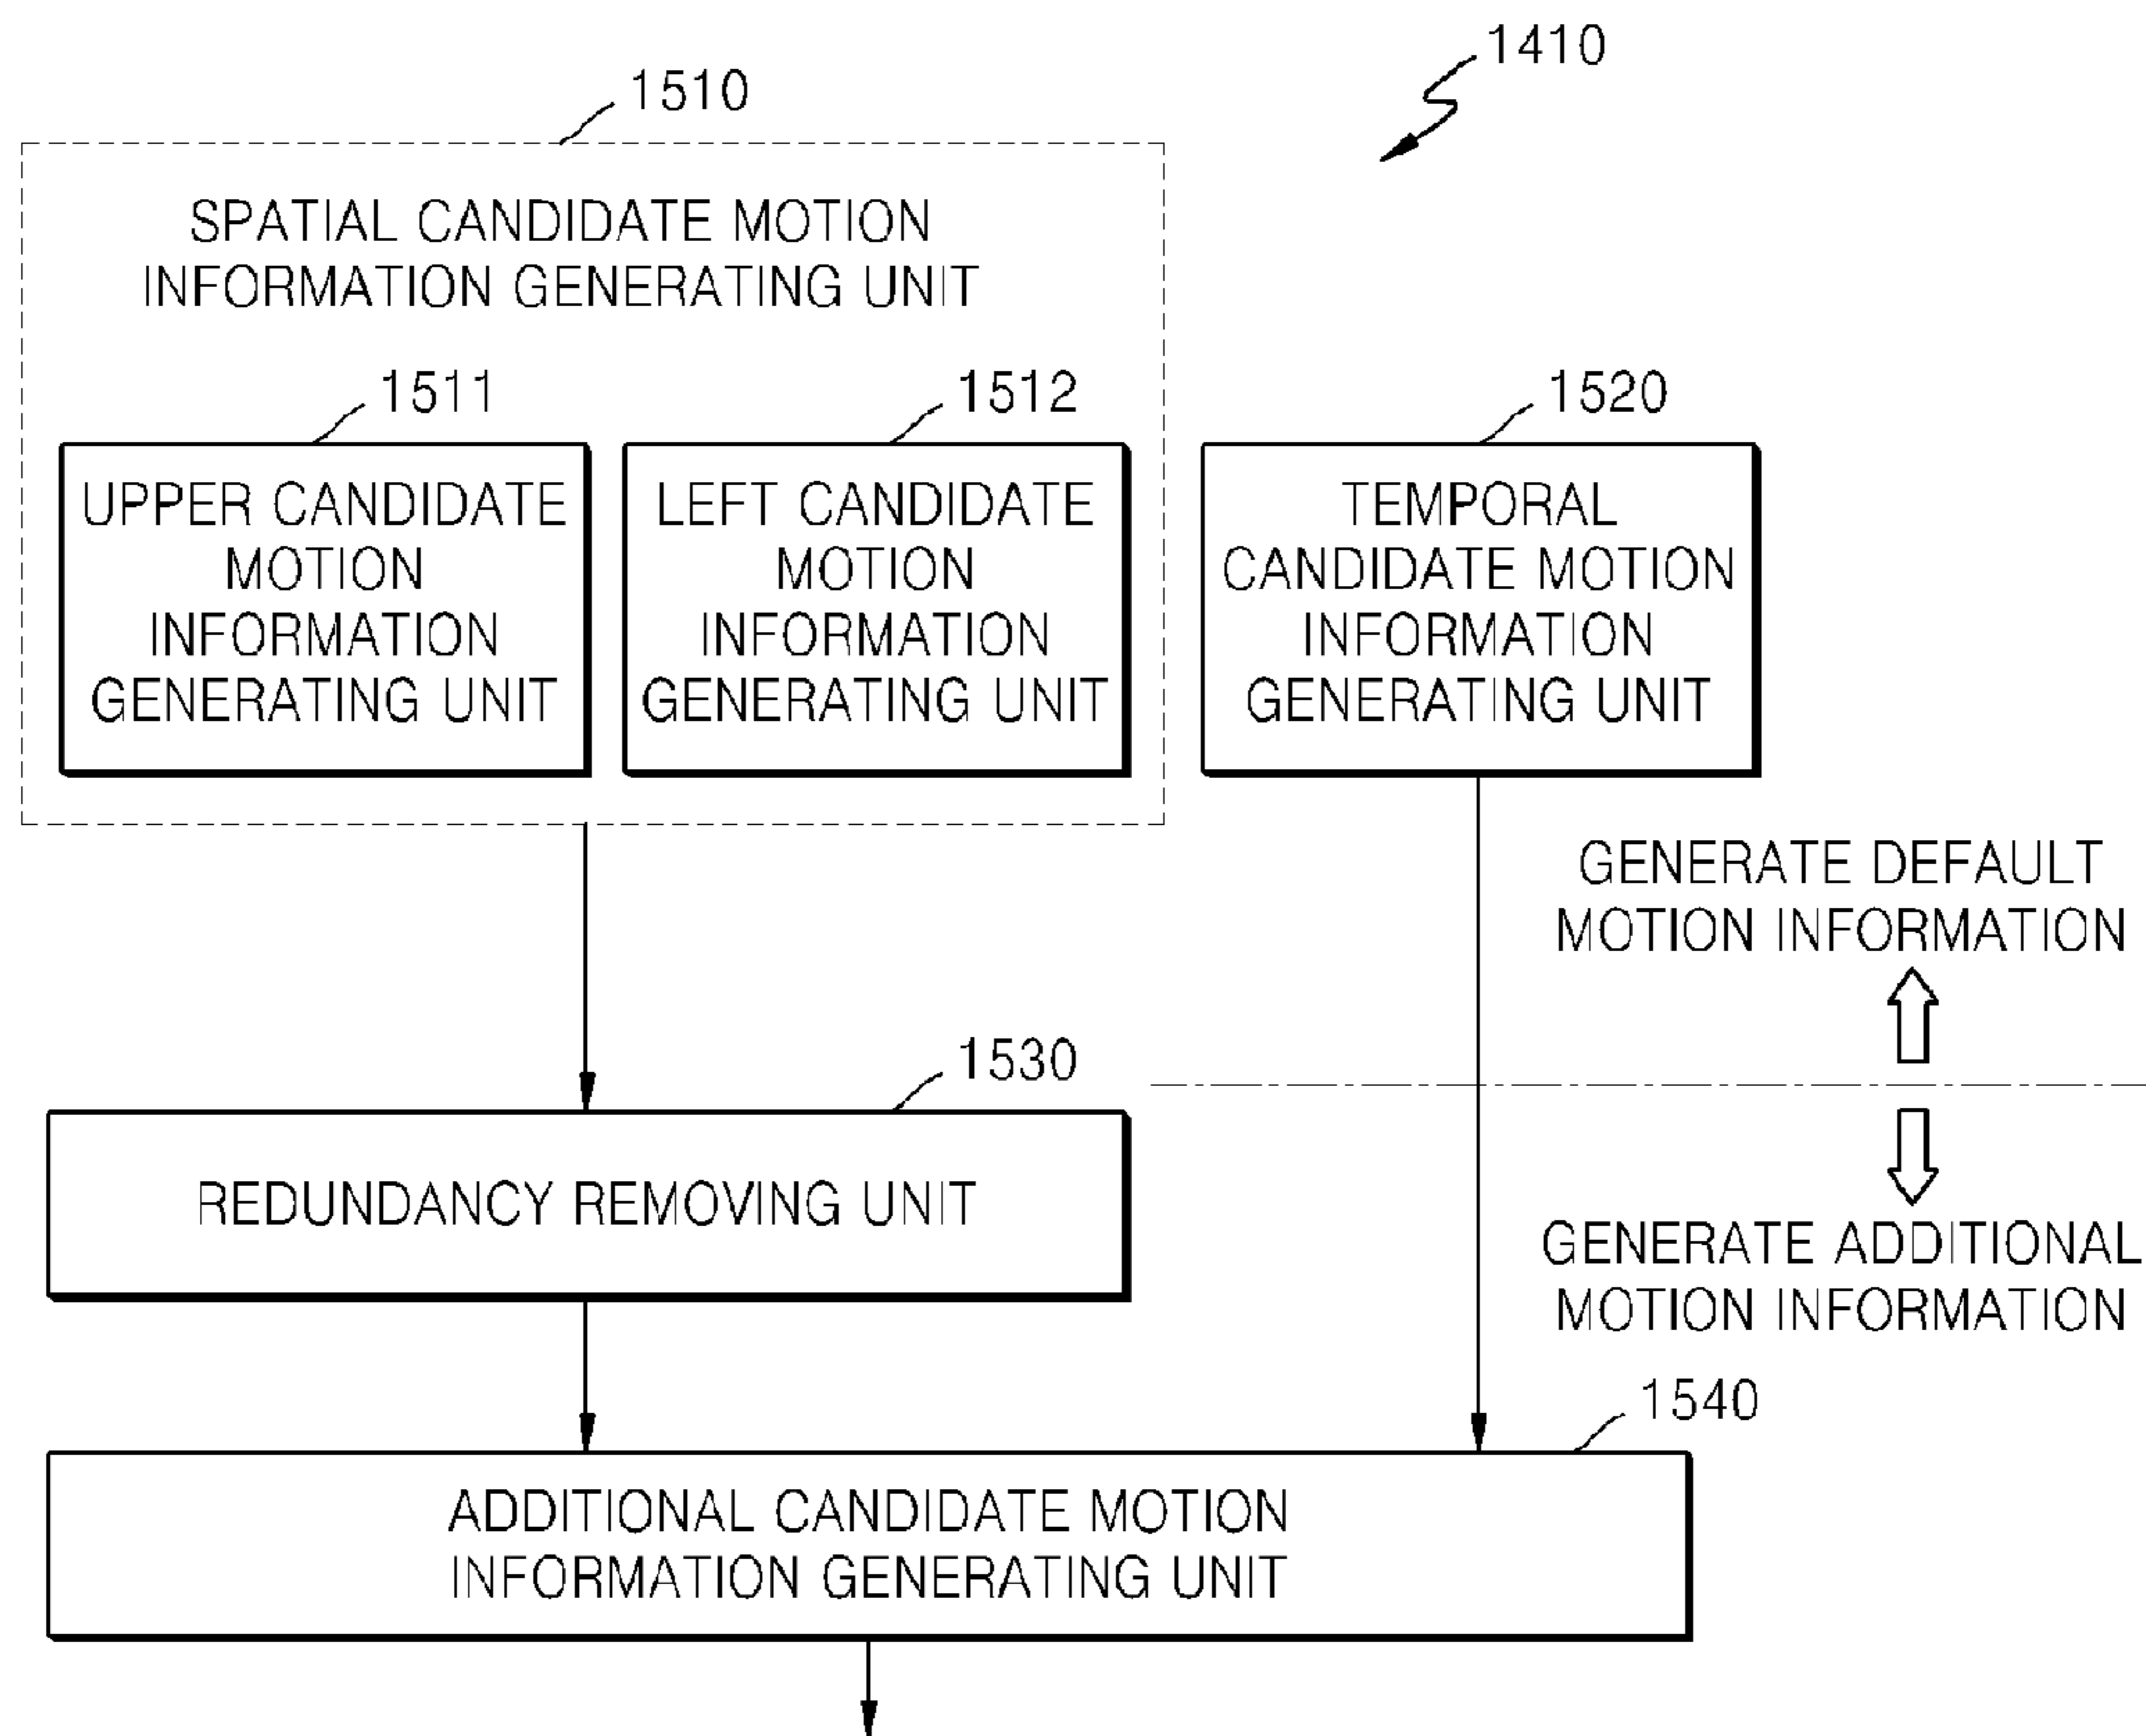 1410
1510
SPATIAL CANDIDATE MOTION
INFORMATION GENERATING UNIT
1511
1512
1520
UPPER CANDIDATE
MOTION
INFORMATION
GENERATING UNIT
LEFT CANDIDATE
MOTION
INFORMATION
GENERATING UNIT
TEMPORAL
CANDIDATE MOTION
INFORMATION
GENERATING UNIT
GENERATE DEFAULT
MOTION INFORMATION
1530
REDUNDANCY REMOVING UNIT
GENERATE ADDITIONAL
MOTION INFORMATION
1540
ADDITIONAL CANDIDATE MOTION
INFORMATION GENERATING UNIT